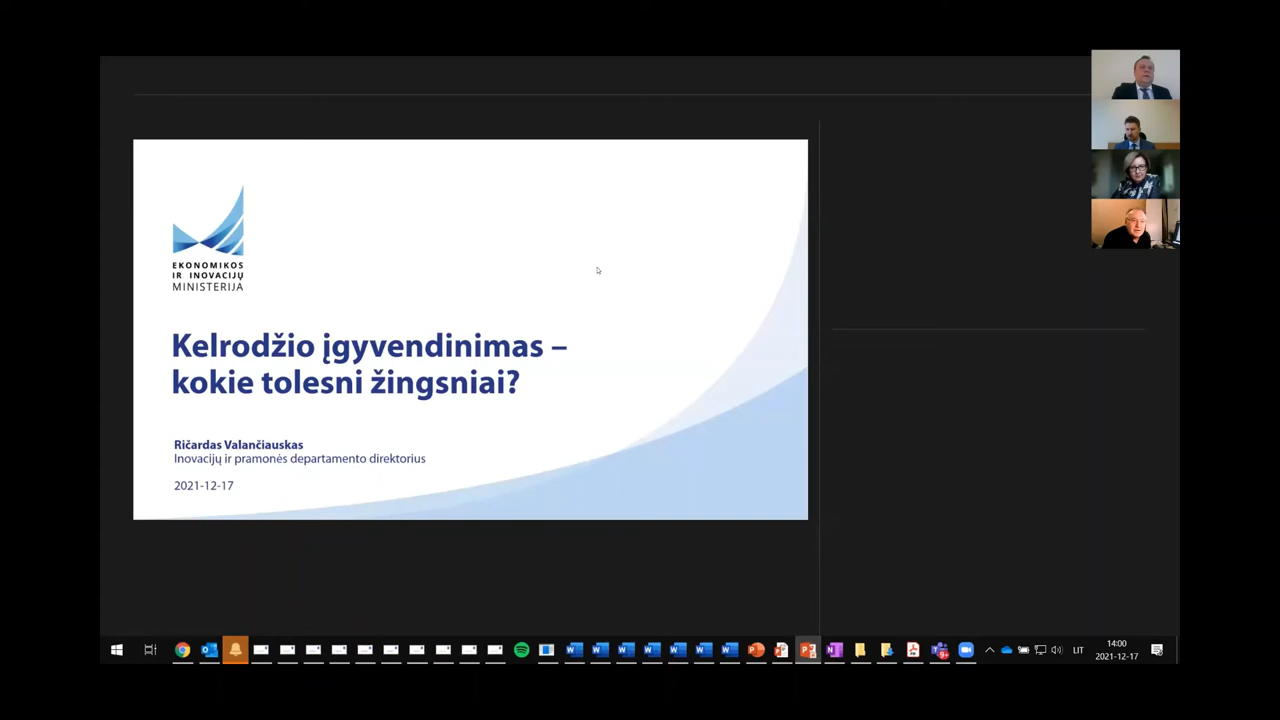 EKONOMIKOS
IR INOVACIJŲ
MINISTERIJA
Kelrodžio įgyvendinimas –
kokie tolesni žingsniai?
Ričardas Valančiauskas
Inovacijų ir pramonės departamento direktorius
2021-12-17
LIT
14:00
2021-12-17